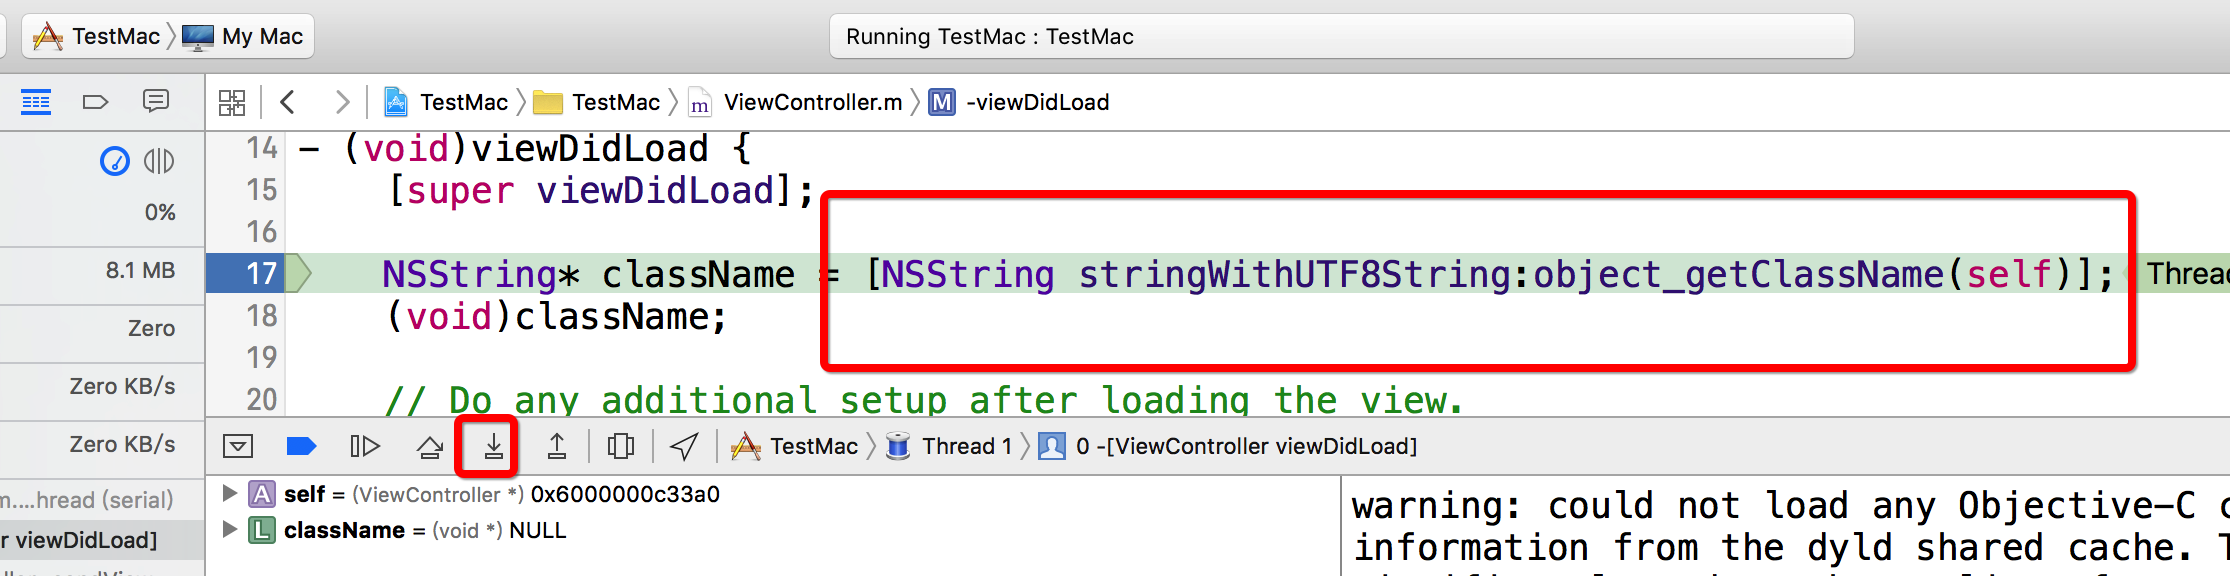 TestMac My Mac Running TestMac : TestMac
TestMac TestMac m ViewController.m M -viewDidLoad
14 - (void)viewDidLoad {
15 [super viewDidLoad];
0%
16
8.1 MB 17 NSString* className = [NSString stringWithUTF8String:object_getClassName(self)];
18 (void)className;
Zero
19
Zero KB/s 20 // Do any additional setup after loading the view.
Zero KB/s TestMac Thread 1 0 -[ViewController viewDidLoad]
m....hread (serial) A self = (ViewController *) 0x6000000c33a0
r viewDidLoad] L className = (void *) NULL
warning: could not load any Objective-C
information from the dyld shared cache.